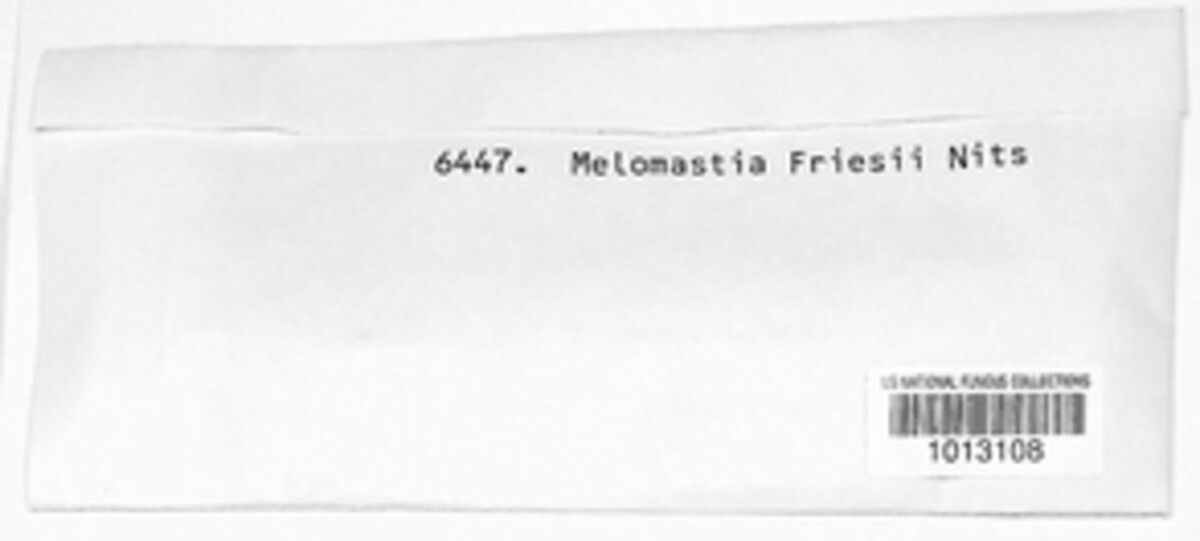 6447. Melomastia Friesii Nits
US NATIONAL FUNGUS COLLECTIONS
1013108